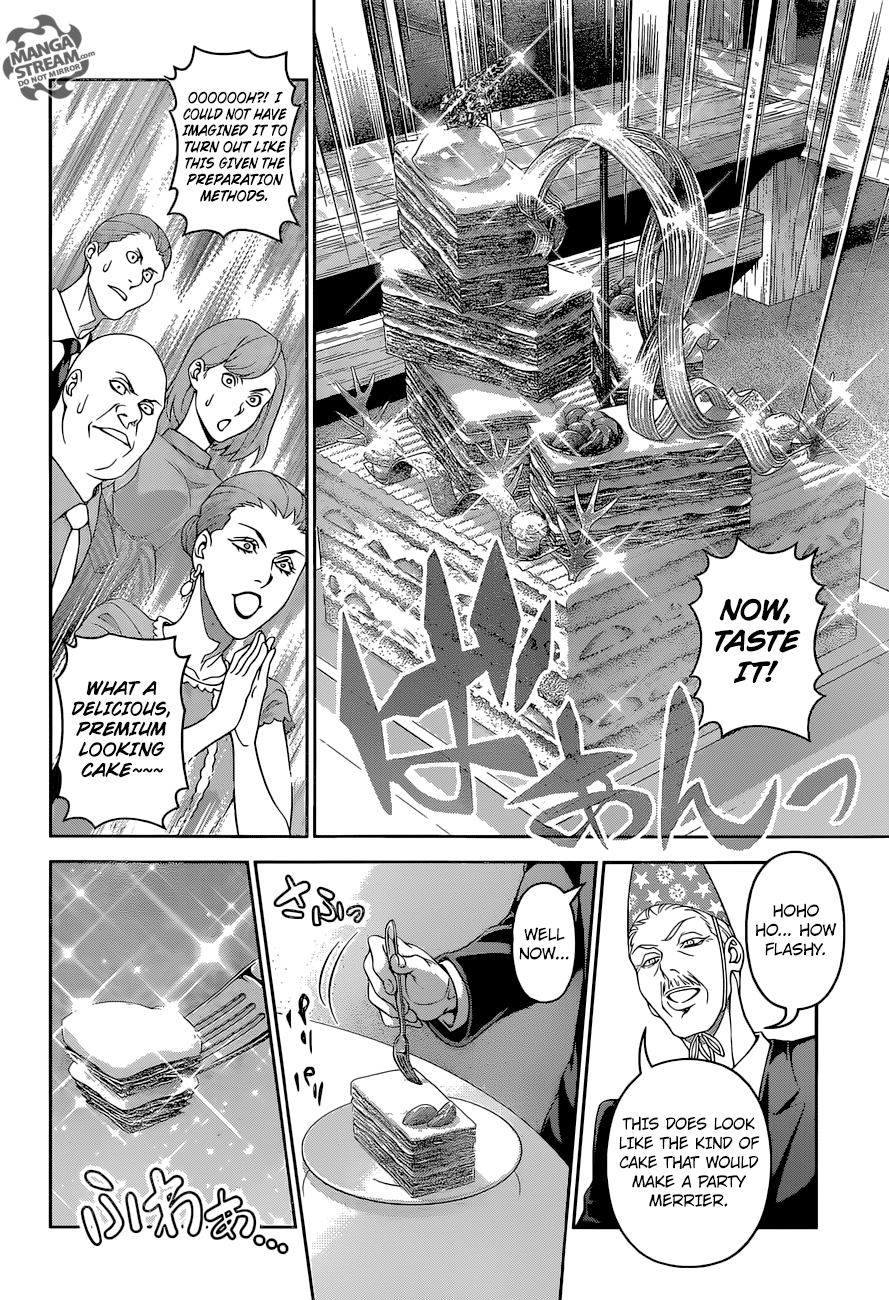 MANGA
STREAM.com
DO NOT MIRROR
NOW,
TASTE
IT!
ばぁんっ
OOOOOOH?! I
COULD NOT HAVE
IMAGINED IT TO
TURN OUT LIKE
THIS GIVEN THE
PREPARATION
METHODS.
WHAT A
DELICIOUS,
PREMIUM
LOOKING
CAKE~~~
HOHO
HO... HOW
FLASHY.
THIS DOES LOOK
LIKE THE KIND OF
CAKE THAT WOULD
MAKE A PARTY
MERRIER.
WELL
NOW...
さふっ
ふわぁ...